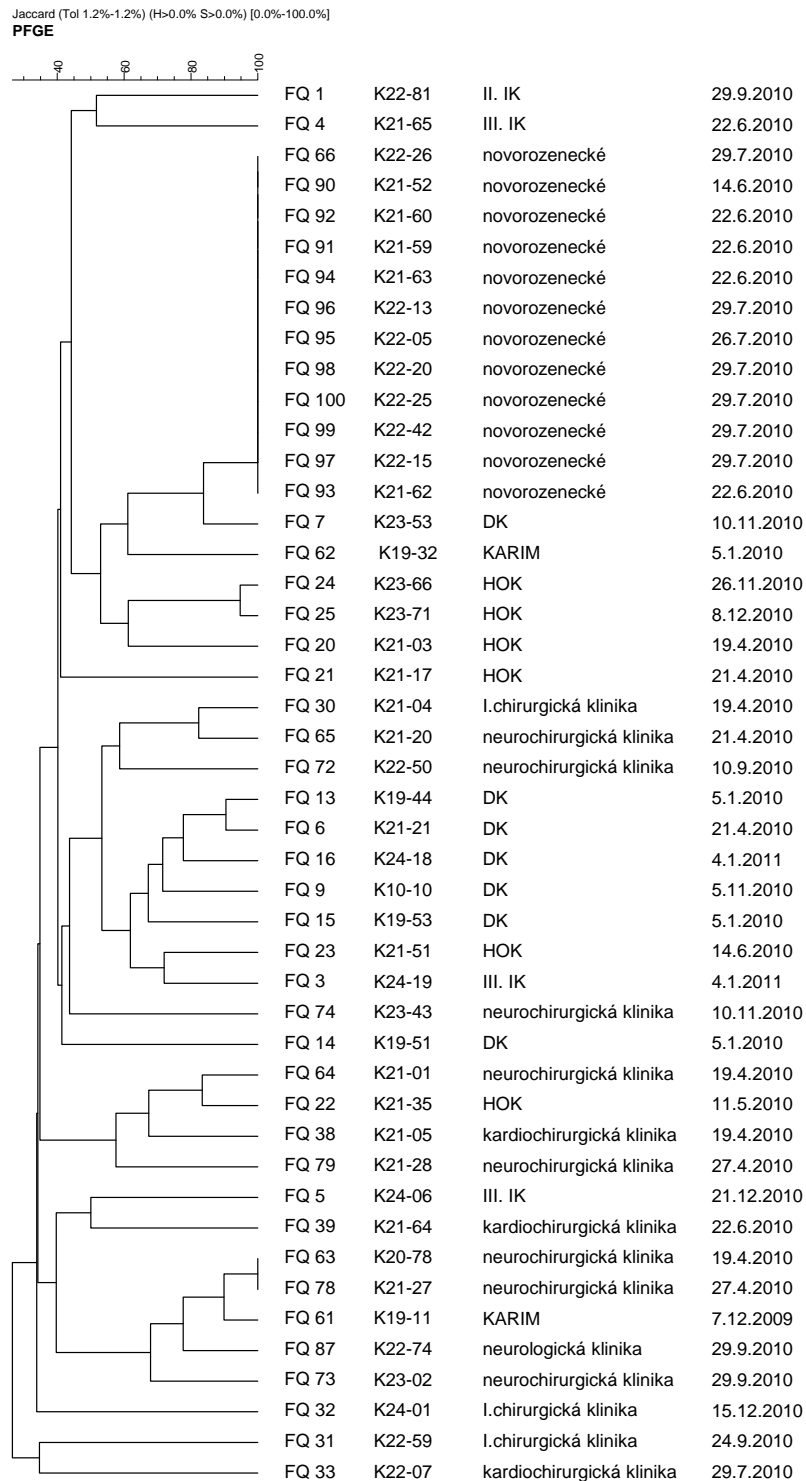 Jaccard (Tol 1.2%-1.2%) (H>0.0% S>0.0%) [0.0%-100.0%]
PFGE
40 60 80 100
FQ 1 K22-81 II. IK 29.9.2010
FQ 4 K21-65 III. IK 22.6.2010
FQ 66 K22-26 novorozenecké 29.7.2010
FQ 90 K21-52 novorozenecké 14.6.2010
FQ 92 K21-60 novorozenecké 22.6.2010
FQ 91 K21-59 novorozenecké 22.6.2010
FQ 94 K21-63 novorozenecké 22.6.2010
FQ 96 K22-13 novorozenecké 29.7.2010
FQ 95 K22-05 novorozenecké 26.7.2010
FQ 98 K22-20 novorozenecké 29.7.2010
FQ 100 K22-25 novorozenecké 29.7.2010
FQ 99 K22-42 novorozenecké 29.7.2010
FQ 97 K22-15 novorozenecké 29.7.2010
FQ 93 K21-62 novorozenecké 22.6.2010
FQ 7 K23-53 DK 10.11.2010
FQ 62 K19-32 KARIM 5.1.2010
FQ 24 K23-66 HOK 26.11.2010
FQ 25 K23-71 HOK 8.12.2010
FQ 20 K21-03 HOK 19.4.2010
FQ 21 K21-17 HOK 21.4.2010
FQ 30 K21-04 I.chirurgická klinika 19.4.2010
FQ 65 K21-20 neurochirurgická klinika 21.4.2010
FQ 72 K22-50 neurochirurgická klinika 10.9.2010
FQ 13 K19-44 DK 5.1.2010
FQ 6 K21-21 DK 21.4.2010
FQ 16 K24-18 DK 4.1.2011
FQ 9 K10-10 DK 5.11.2010
FQ 15 K19-53 DK 5.1.2010
FQ 23 K21-51 HOK 14.6.2010
FQ 3 K24-19 III. IK 4.1.2011
FQ 74 K23-43 neurochirurgická klinika 10.11.2010
FQ 14 K19-51 DK 5.1.2010
FQ 64 K21-01 neurochirurgická klinika 19.4.2010
FQ 22 K21-35 HOK 11.5.2010
FQ 38 K21-05 kardiochirurgická klinika 19.4.2010
FQ 79 K21-28 neurochirurgická klinika 27.4.2010
FQ 5 K24-06 III. IK 21.12.2010
FQ 39 K21-64 kardiochirurgická klinika 22.6.2010
FQ 63 K20-78 neurochirurgická klinika 19.4.2010
FQ 78 K21-27 neurochirurgická klinika 27.4.2010
FQ 61 K19-11 KARIM 7.12.2009
FQ 87 K22-74 neurologická klinika 29.9.2010
FQ 73 K23-02 neurochirurgická klinika 29.9.2010
FQ 32 K24-01 I.chirurgická klinika 15.12.2010
FQ 31 K22-59 I.chirurgická klinika 24.9.2010
FQ 33 K22-07 kardiochirurgická klinika 29.7.2010